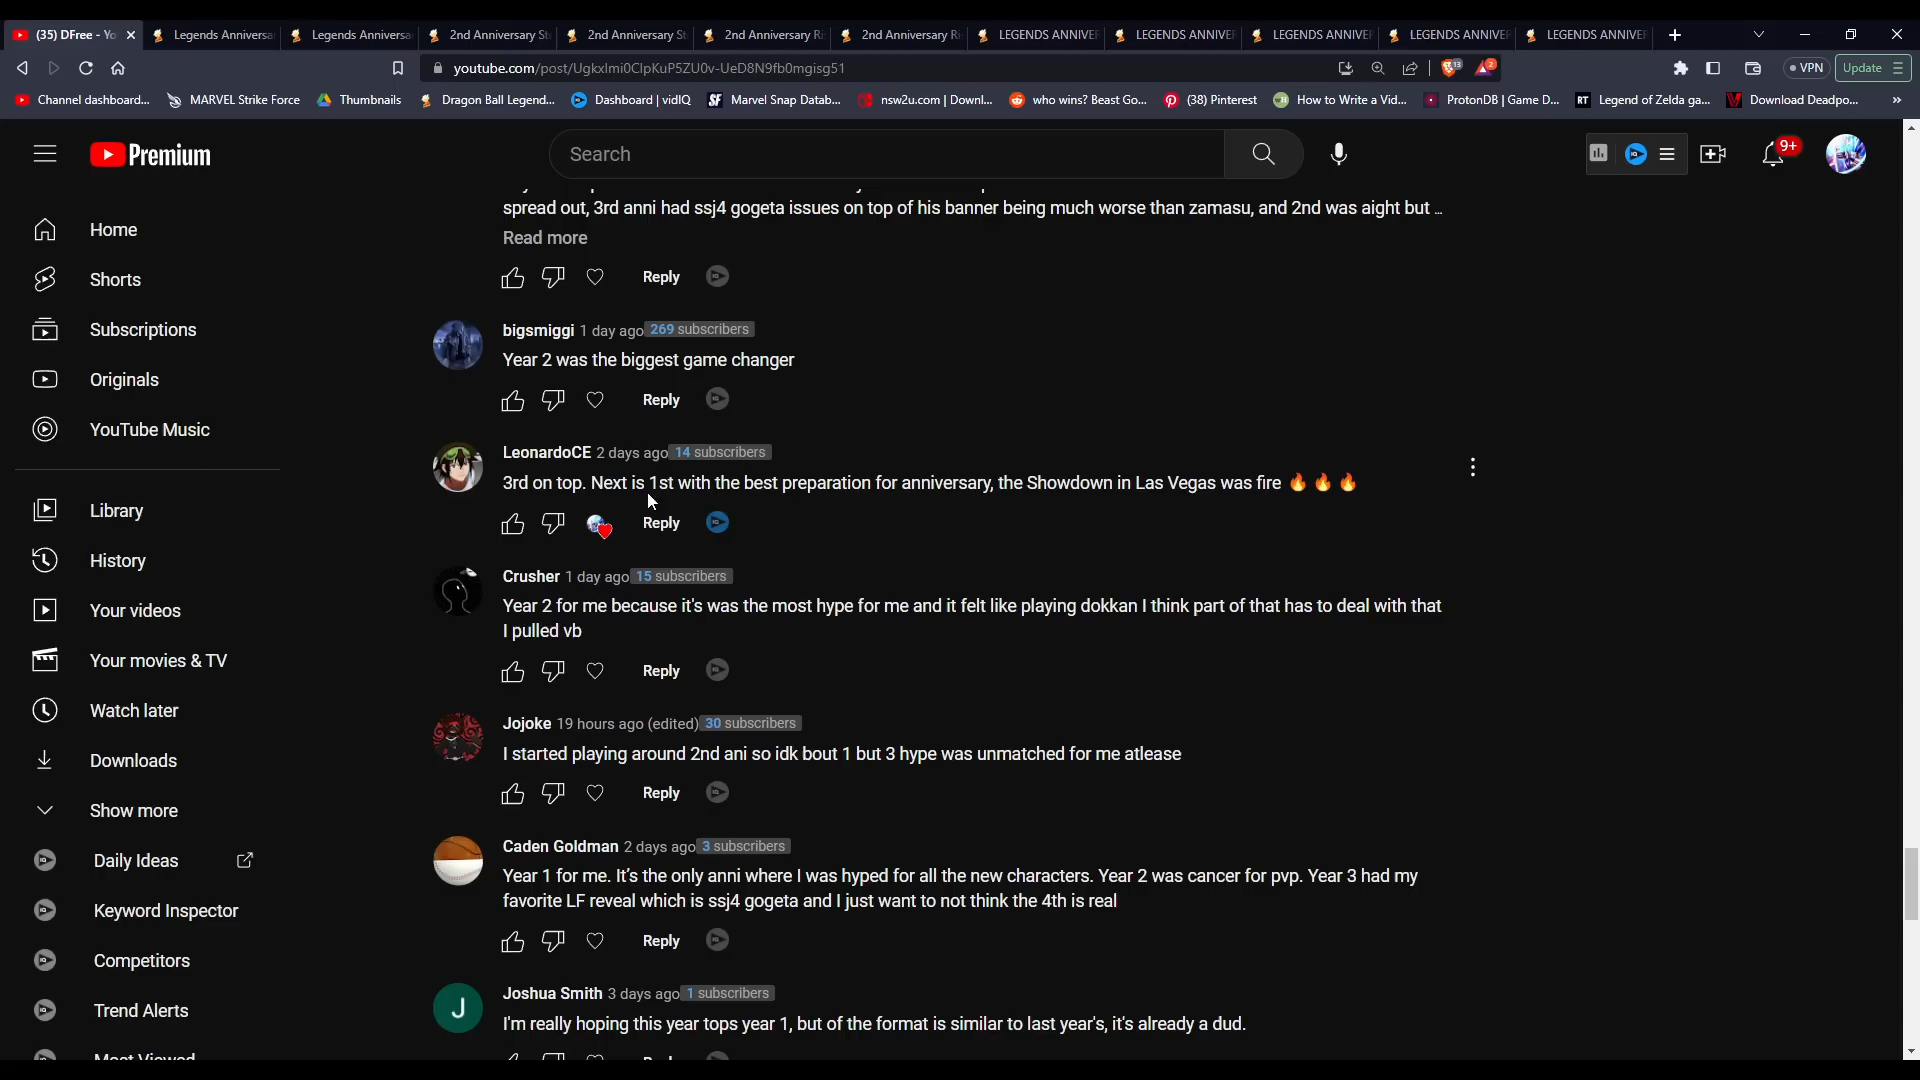 (35) DFree - Yo
Legends Anniversa
Legends Anniversa
2nd Anniversary St
2nd Anniversary St
2nd Anniversary Ri
2nd Anniversary Ri
LEGENDS ANNIVER
LEGENDS ANNIVER
LEGENDS ANNIVER
LEGENDS ANNIVER
LEGENDS ANNIVER
youtube.com/post/UgkxImi0ClpKuP5ZU0v-UeD8N9fb0mgisg51
13
2
VPN
Update
Channel dashboard...
MARVEL Strike Force
Thumbnails
Dragon Ball Legend...
Dashboard | vidIQ
SF
Marvel Snap Datab...
nsw2u.com | Downl...
who wins? Beast Go...
(38) Pinterest
How to Write a Vid...
ProtonDB | Game D...
RT
Legend of Zelda ga...
Download Deadpo...
»
Premium
Search
9+
Home
Shorts
Subscriptions
Originals
YouTube Music
Library
History
Your videos
Your movies & TV
Watch later
Downloads
Show more
Daily Ideas
Keyword Inspector
Competitors
Trend Alerts
Most Viewed
spread out, 3rd anni had ssj4 gogeta issues on top of his banner being much worse than zamasu, and 2nd was aight but ...
Read more
Reply
bigsmiggi 1 day ago 269 subscribers
Year 2 was the biggest game changer
Reply
LeonardoCE 2 days ago 14 subscribers
3rd on top. Next is 1st with the best preparation for anniversary, the Showdown in Las Vegas was fire 🔥 🔥 🔥
Reply
Crusher 1 day ago 15 subscribers
Year 2 for me because it's was the most hype for me and it felt like playing dokkan I think part of that has to deal with that
I pulled vb
Reply
Jojoke 19 hours ago (edited) 30 subscribers
I started playing around 2nd ani so idk bout 1 but 3 hype was unmatched for me atlease
Reply
Caden Goldman 2 days ago 3 subscribers
Year 1 for me. It's the only anni where I was hyped for all the new characters. Year 2 was cancer for pvp. Year 3 had my
favorite LF reveal which is ssj4 gogeta and I just want to not think the 4th is real
Reply
J
Joshua Smith 3 days ago 1 subscribers
I'm really hoping this year tops year 1, but of the format is similar to last year's, it's already a dud.